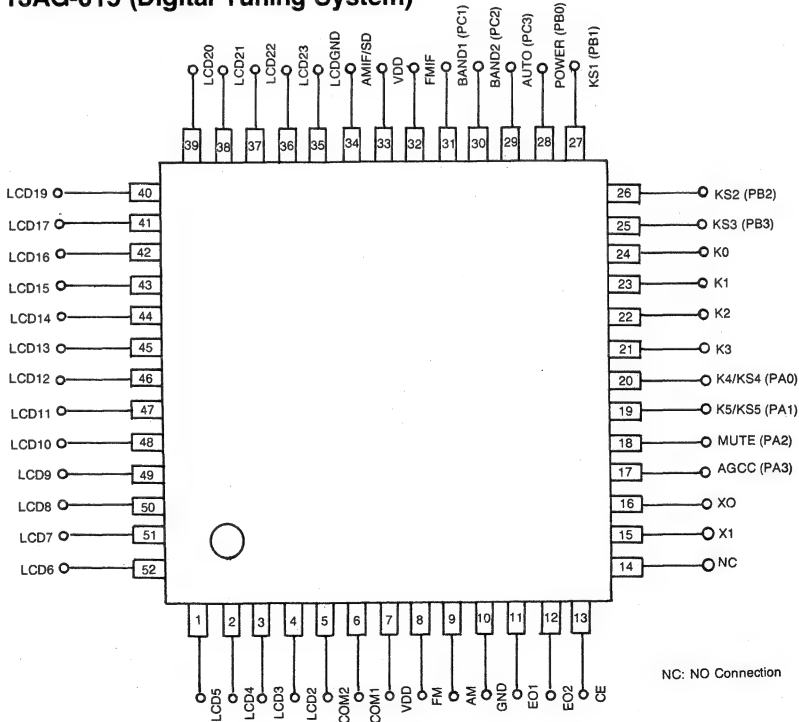 (Digital Tuning System)
LCD20
LCD21
LCD22
LCD23
LCDGND
AMIF/SD
VDD
FMIF
BAND1 (PC1)
BAND2 (PC2)
AUTO (PC3)
POWER (PB0)
KS1 (PB1)
39 38 37 36 35 34 33 32 31 30 29 28 27
LCD19 40
LCD17 41
LCD16 42
LCD15 43
LCD14 44
LCD13 45
LCD12 46
LCD11 47
LCD10 48
LCD9 49
LCD8 50
LCD7 51
LCD6 52
26 KS2 (PB2)
25 KS3 (PB3)
24 K0
23 K1
22 K2
21 K3
20 K4/KS4 (PA0)
19 K5/KS5 (PA1)
18 MUTE (PA2)
17 AGCC (PA3)
16 XO
15 X1
14 NC
1 2 3 4 5 6 7 8 9 10 11 12 13
LCD5
LCD4
LCD3
LCD2
COM2
COM1
VDD
FM
AM
GND
EO1
EO2
CE
NC: NO Connection